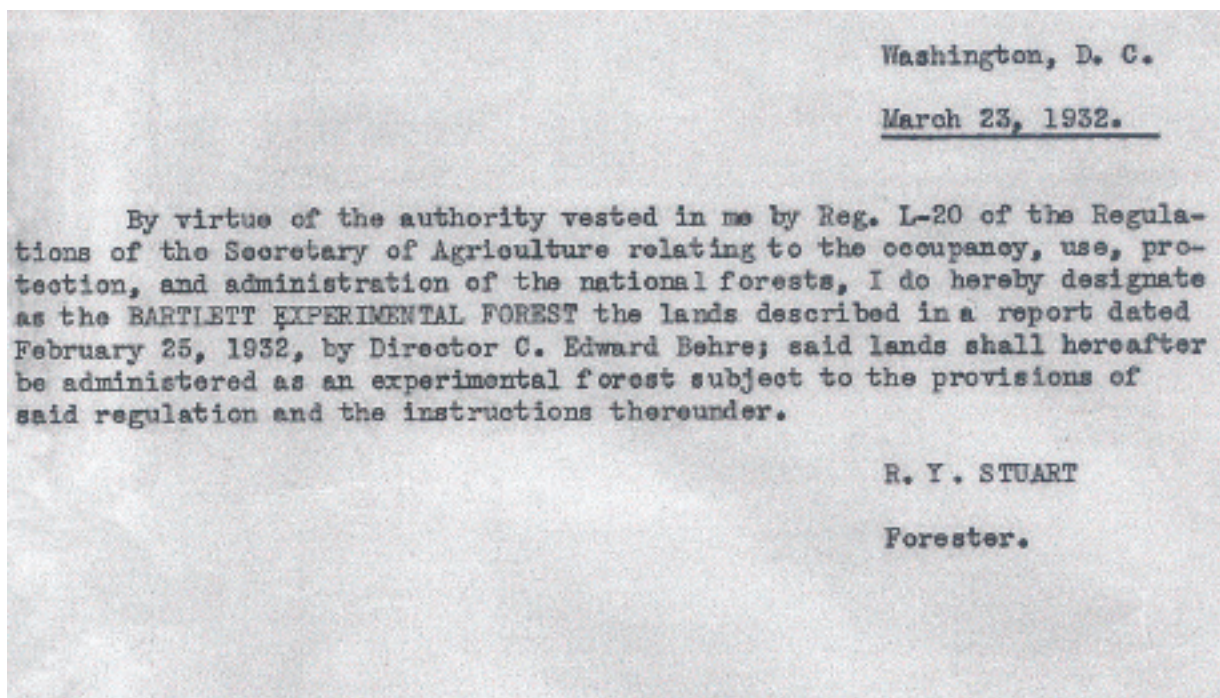 Washington, D. C.
March 23, 1932.
By virtue of the authority vested in me by Reg. L-20 of the Regula-
tions of the Secretary of Agriculture relating to the occupancy, use, pro-
tection, and administration of the national forests, I do hereby designate
as the BARTLETT EXPERIMENTAL FOREST the lands described in a report dated
February 25, 1932, by Director C. Edward Behre; said lands shall hereafter
be administered as an experimental forest subject to the provisions of
said regulation and the instructions thereunder.
R. Y. STUART
Forester.